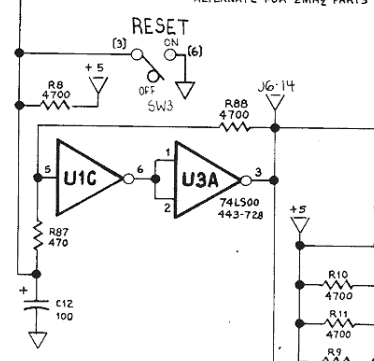 ALTERNATE FOR 2MHz PARTS
RESET
(3)
ON
(6)
+5
OFF
SW3
R8
4700
J6-14
R88
4700
5
U1C
6
1
2
U3A
3
74LS00
443-728
R87
470
+5
+
C12
100
R10
4700
R11
4700
R9